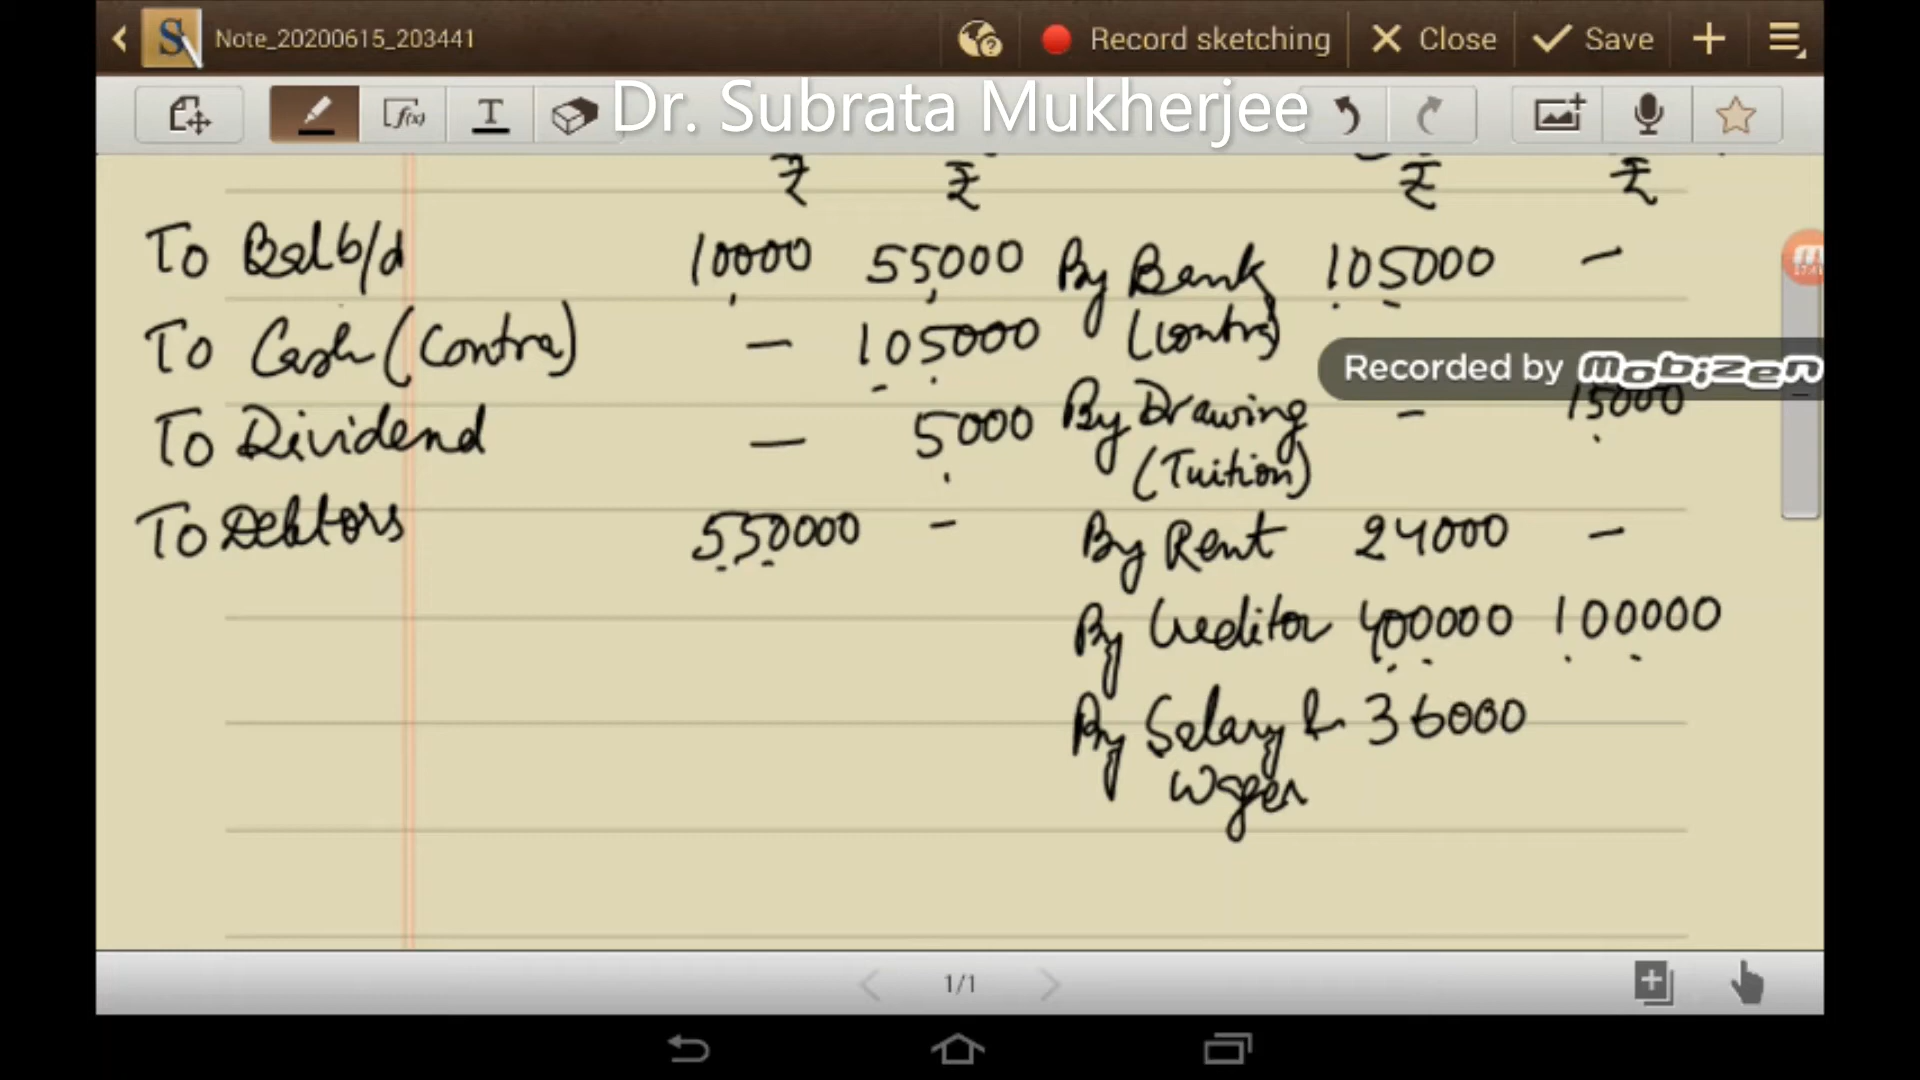 Note_20200615_203441 Record sketching Close Save
f(x) T Dr. Subrata Mukherjee
₹ ₹ ₹ ₹
To Bal b/d 10000 55000 By Bank 105000 —
To Cash (Contra) — 105000 (Contra)
Recorded by mobizen
To Dividend — 5000 By Drawing - 15000
(Tuition)
To Debtors 550000 - By Rent 24000 —
By Creditor 400000 100000
By Salary & 36000
Wages
1/1